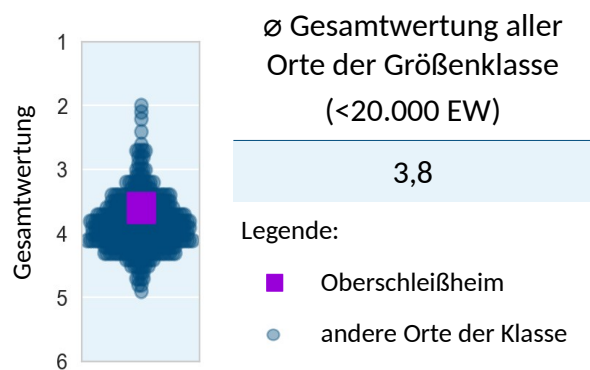 Gesamtwertung
1
2
3
4
5
6
⌀ Gesamtwertung aller
Orte der Größenklasse
(<20.000 EW)
3,8
Legende:
Oberschleißheim
andere Orte der Klasse